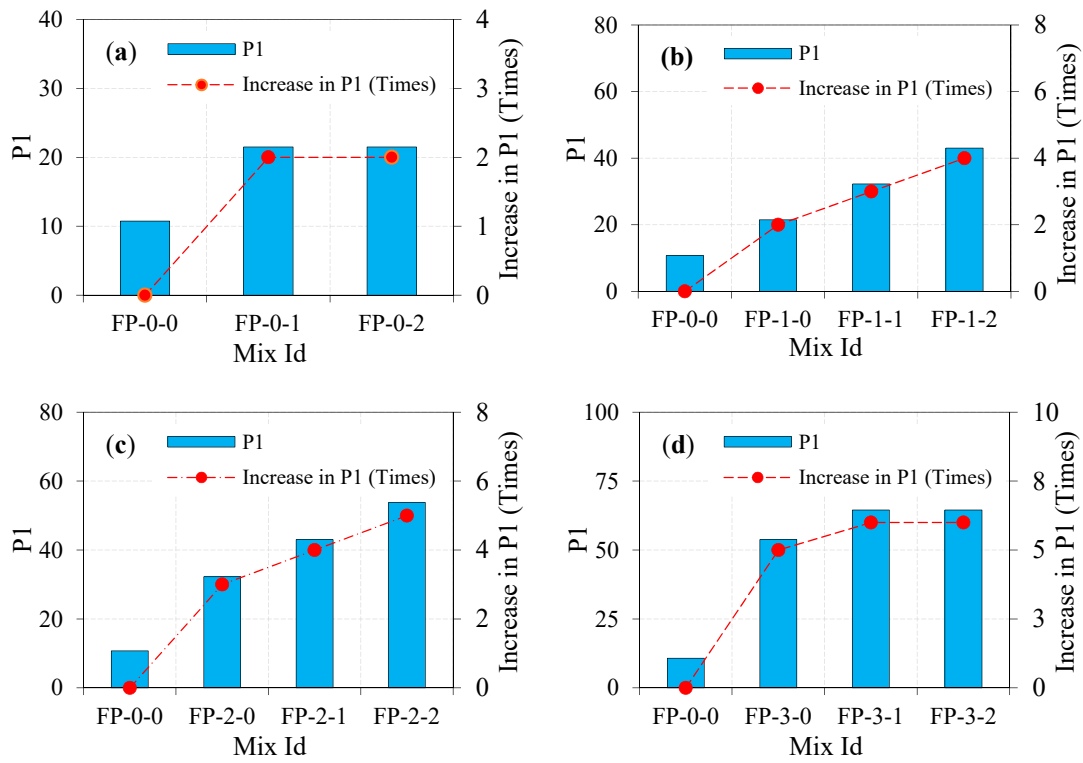 (a)
P1
Increase in P1 (Times)
40
30
20
10
0
P1
4
3
2
1
0
Increase in P1 (Times)
FP-0-0 FP-0-1 FP-0-2
Mix Id
(b)
P1
Increase in P1 (Times)
80
60
40
20
0
P1
8
6
4
2
0
Increase in P1 (Times)
FP-0-0 FP-1-0 FP-1-1 FP-1-2
Mix Id
(c)
P1
Increase in P1 (Times)
80
60
40
20
0
P1
8
6
4
2
0
Increase in P1 (Times)
FP-0-0 FP-2-0 FP-2-1 FP-2-2
Mix Id
(d)
P1
Increase in P1 (Times)
100
75
50
25
0
P1
10
8
5
3
0
Increase in P1 (Times)
FP-0-0 FP-3-0 FP-3-1 FP-3-2
Mix Id